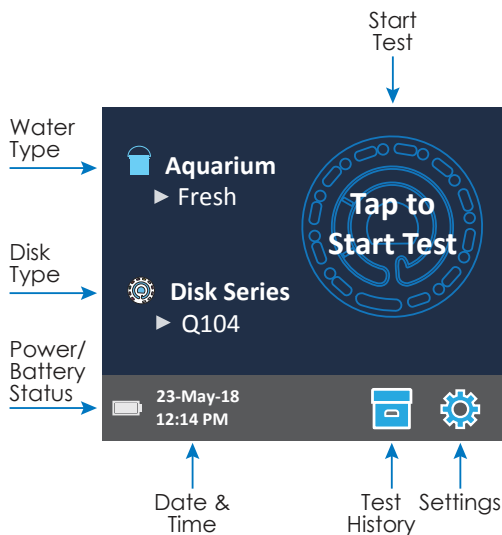 Start
Test
Water
Type
Aquarium
► Fresh
Tap to
Start Test
Disk
Type
Disk Series
► Q104
Power/
Battery
Status
23-May-18
12:14 PM
Date &
Time
Test
History
Settings